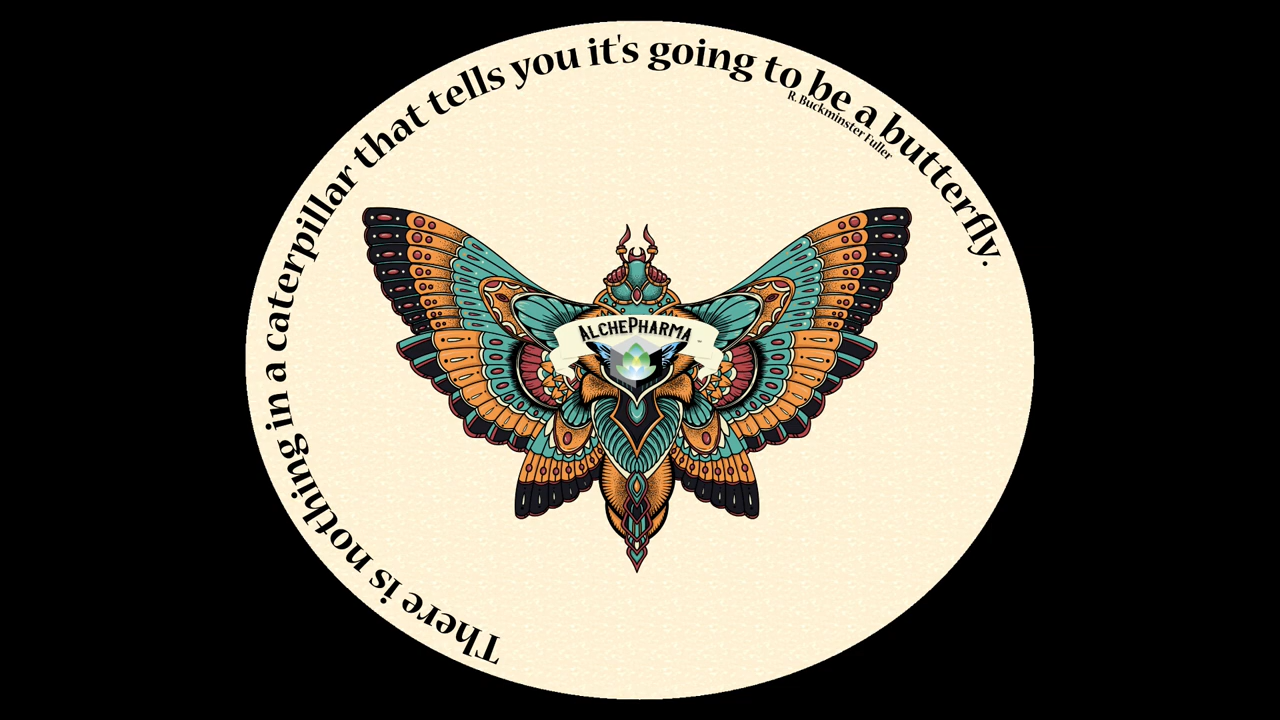 There is nothing in a caterpillar that tells you it's going to be a butterfly.
R. Buckminster Fuller
ALCHEPHARMA